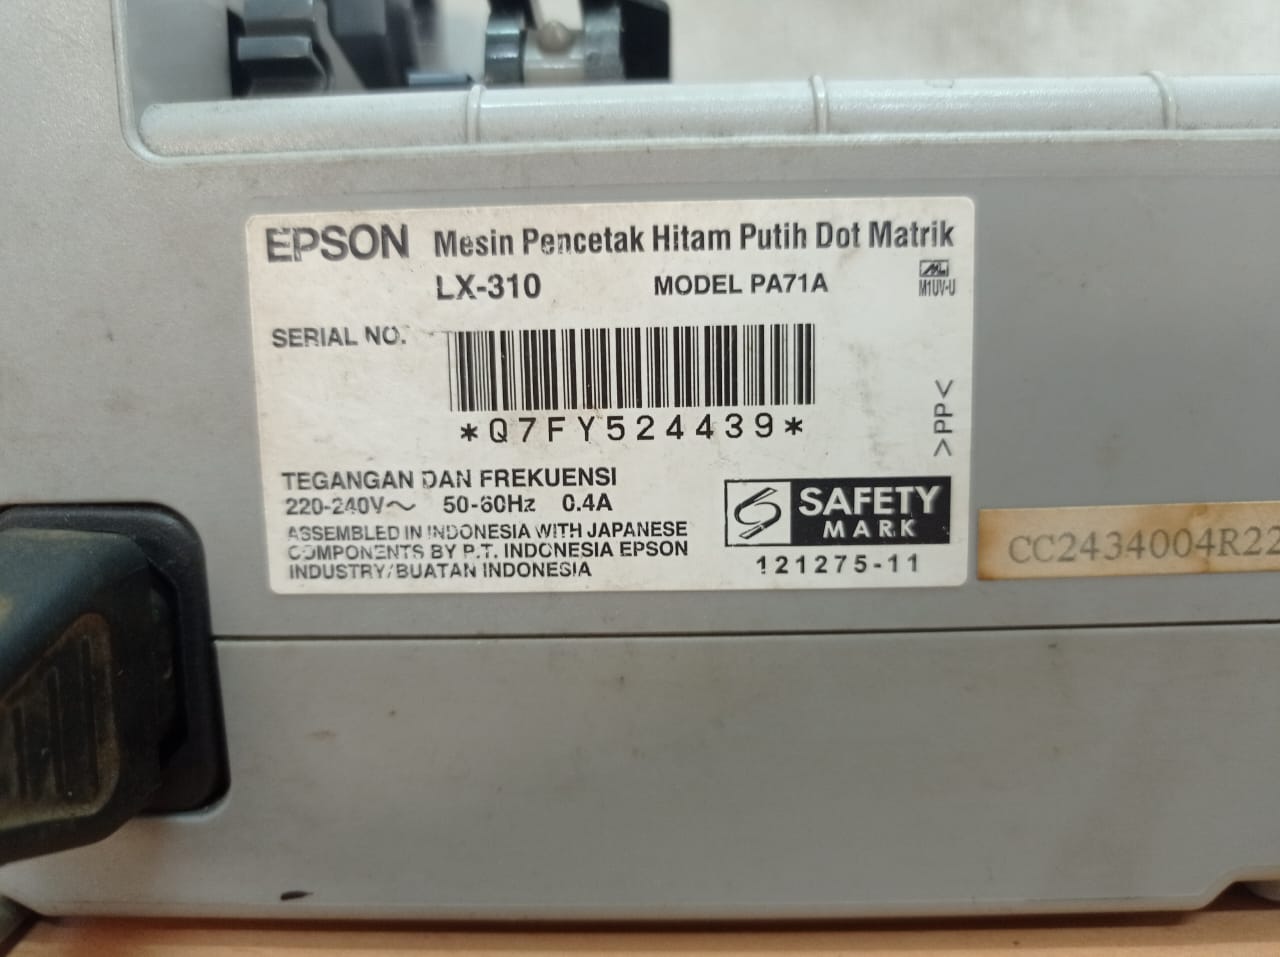 EPSON Mesin Pencetak Hitam Putih Dot Matrik
LX-310 MODEL PA71A
M1UV-U
SERIAL NO.
*Q7FY524439*
>PP<
TEGANGAN DAN FREKUENSI
220-240V～ 50-60Hz 0.4A
ASSEMBLED IN INDONESIA WITH JAPANESE
COMPONENTS BY P.T. INDONESIA EPSON
INDUSTRY/BUATAN INDONESIA
SAFETY
MARK
121275-11
CC2434004R22